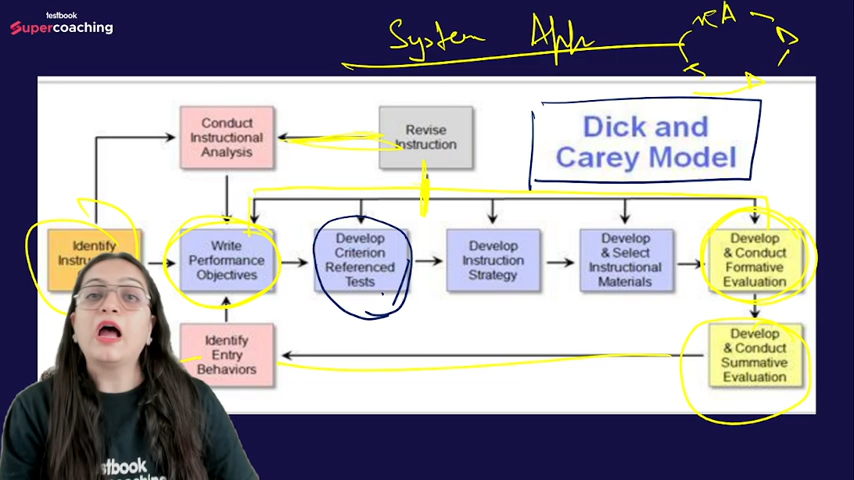 testbook
Supercoaching
System App
Dick and
Carey Model
Conduct
Instructional
Analysis
Revise
Instruction
Identify
Write
Performance
Objectives
Develop
Criterion
Referenced
Tests
Develop
Instruction
Strategy
Develop
& Select
Instructional
Materials
Develop
& Conduct
Formative
Evaluation
Identify
Entry
Behaviors
Develop
& Conduct
Summative
Evaluation